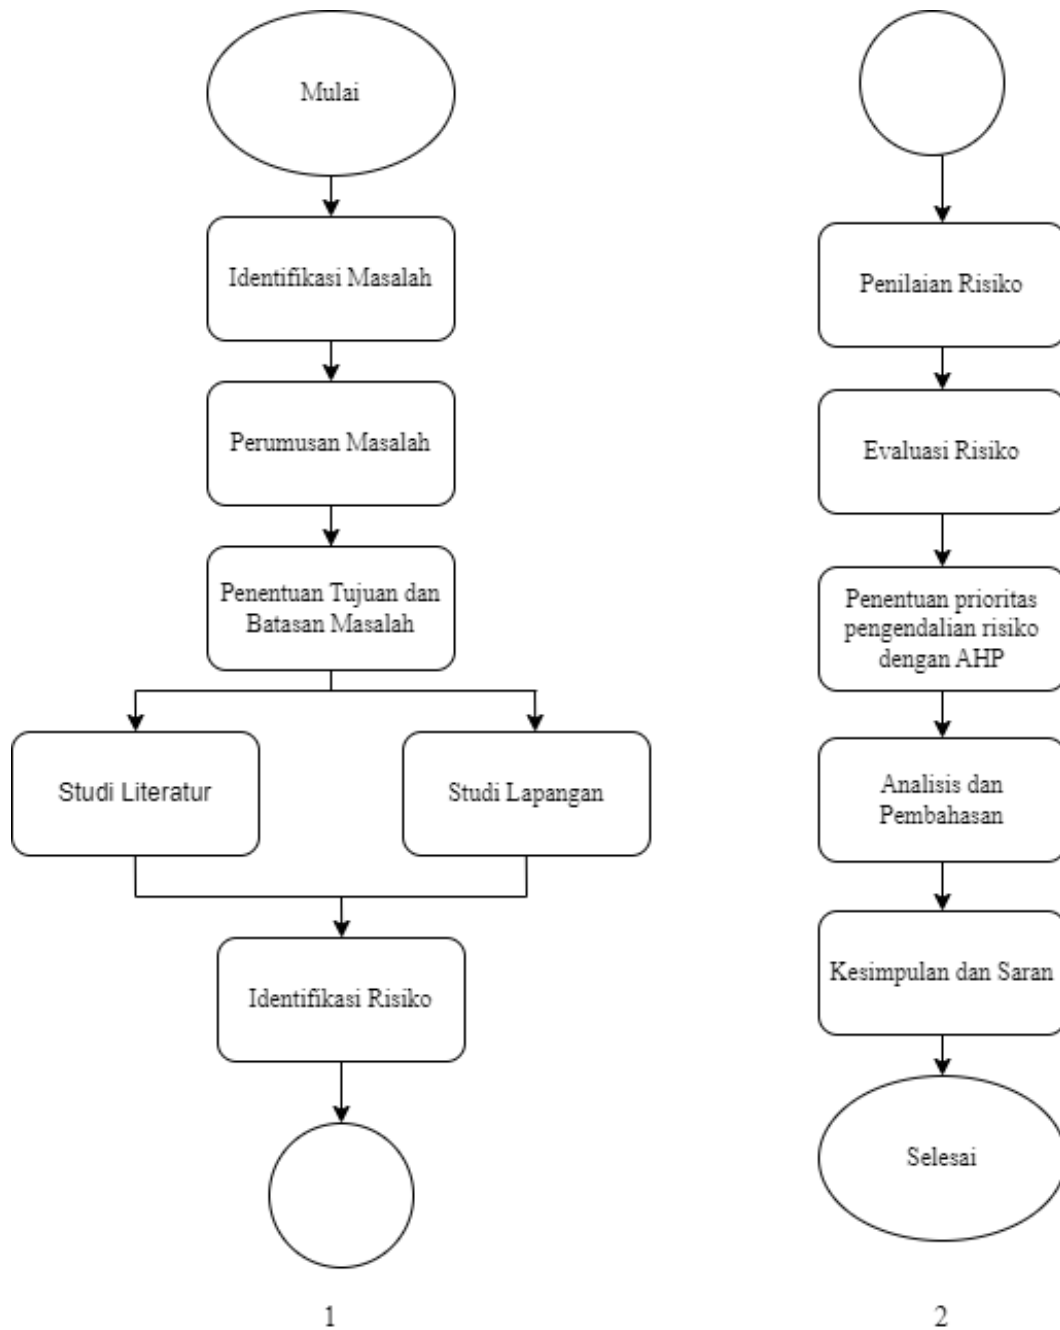 Mulai
Identifikasi Masalah
Perumusan Masalah
Penentuan Tujuan dan
Batasan Masalah
Studi Literatur
Studi Lapangan
Identifikasi Risiko
1
Penilaian Risiko
Evaluasi Risiko
Penentuan prioritas
pengendalian risiko
dengan AHP
Analisis dan
Pembahasan
Kesimpulan dan Saran
Selesai
2